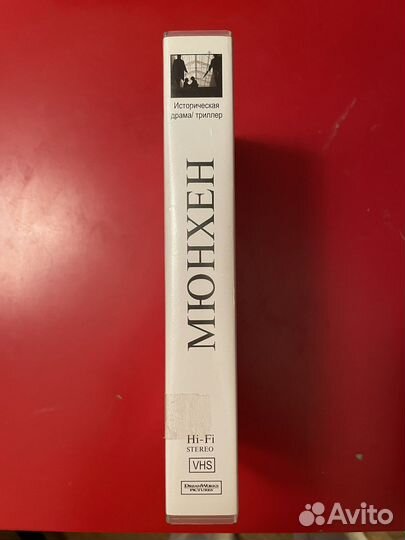 Историческая
драма/ триллер
МЮНХЕН
Hi-Fi
STEREO
VHS
DREAMWORKS
PICTURES
Avito